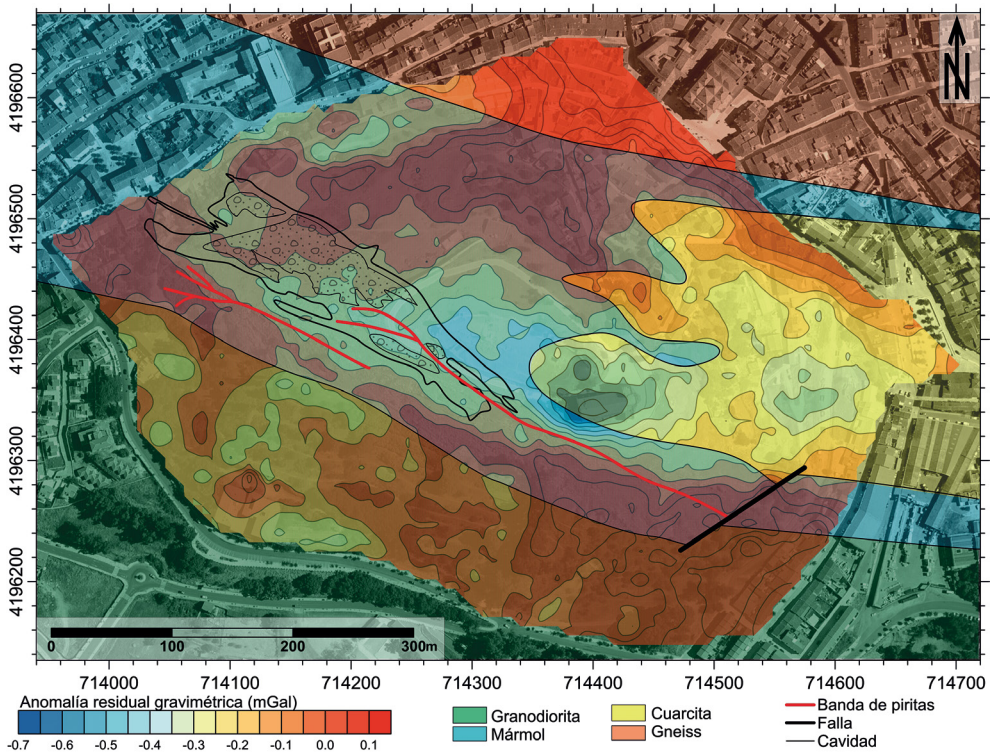 N
4196600
4196500
4196400
4196300
4196200
0 100 200 300m
714000 714100 714200 714300 714400 714500 714600 714700
Anomalía residual gravimétrica (mGal)
-0.7 -0.6 -0.5 -0.4 -0.3 -0.2 -0.1 0.0 0.1
Granodiorita
Mármol
Cuarcita
Gneiss
Banda de piritas
Falla
Cavidad